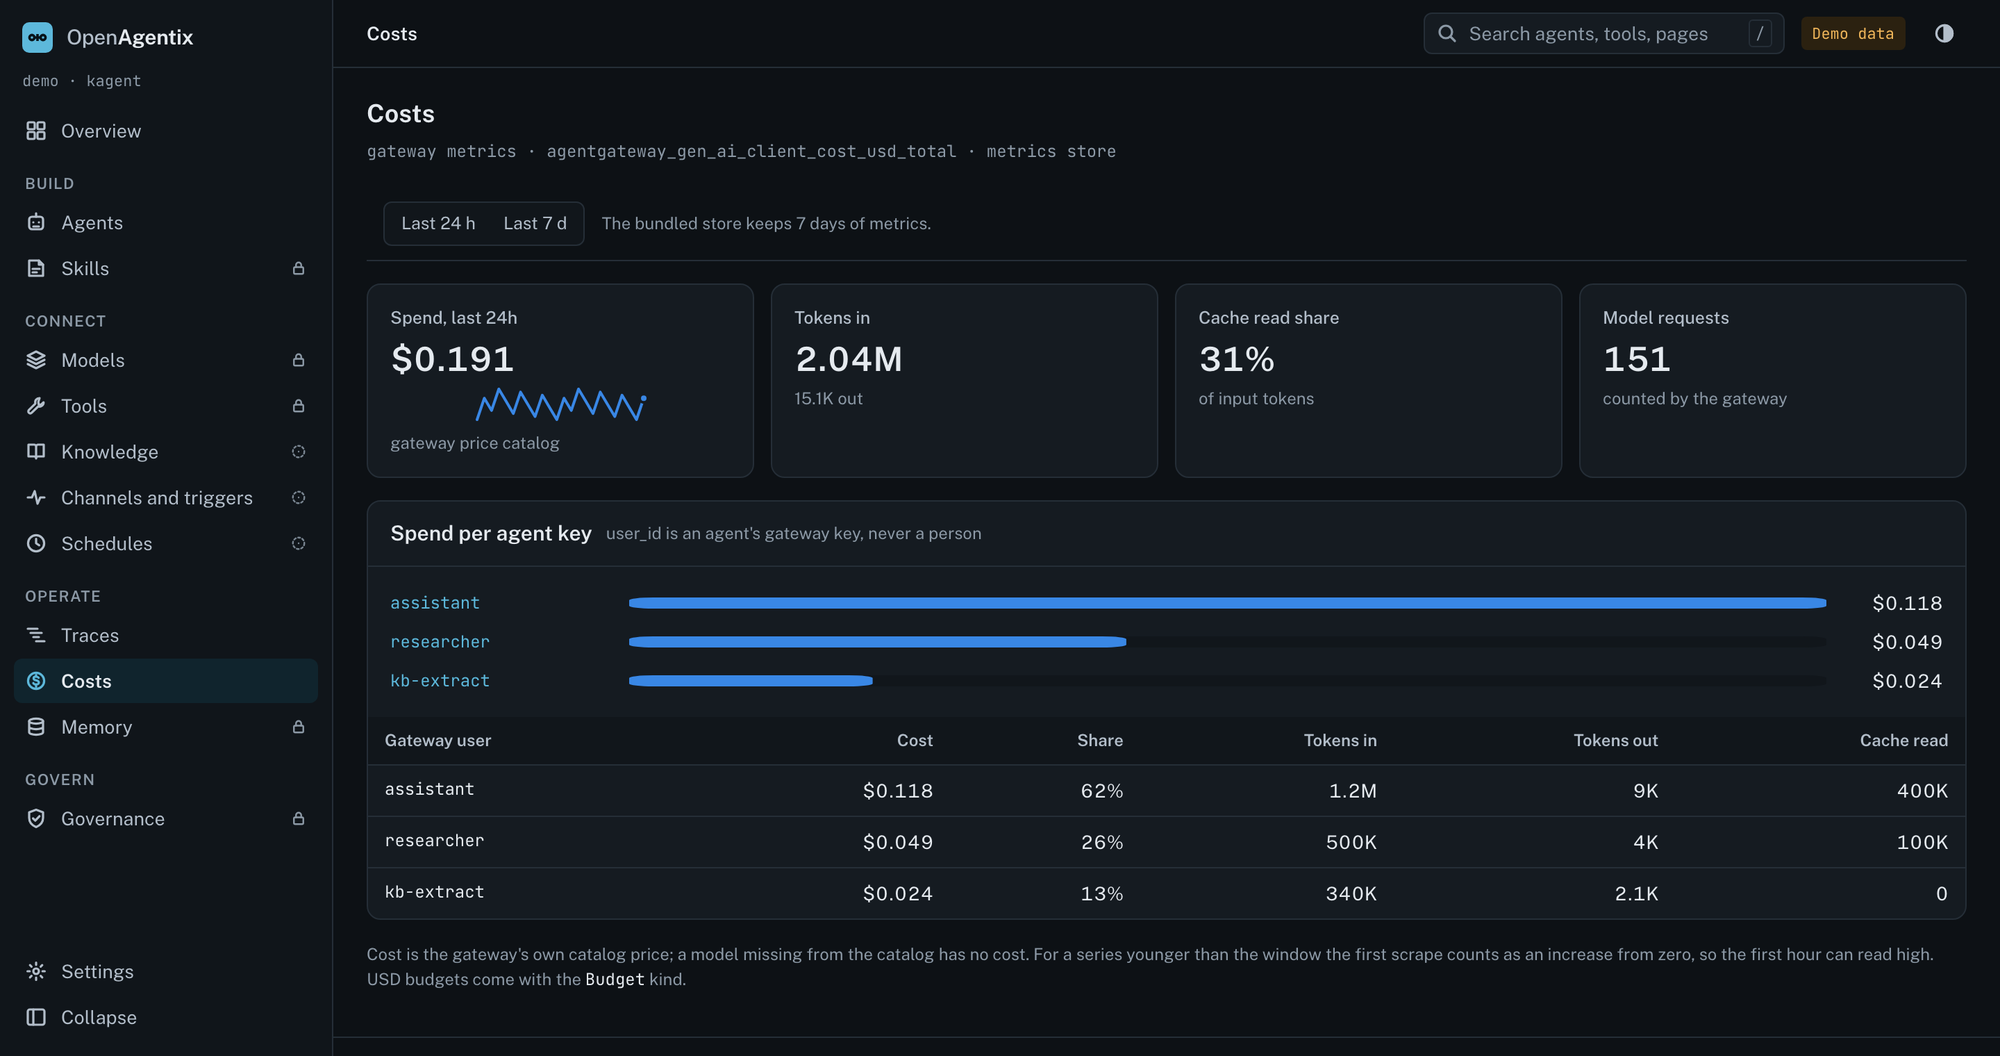 OpenAgentix
demo · kagent
Overview
BUILD
Agents
Skills
CONNECT
Models
Tools
Knowledge
Channels and triggers
Schedules
OPERATE
Traces
Costs
Memory
GOVERN
Governance
Settings
Collapse
Costs
Search agents, tools, pages /
Demo data
Costs
gateway metrics · agentgateway_gen_ai_client_cost_usd_total · metrics store
Last 24 h Last 7 d The bundled store keeps 7 days of metrics.
Spend, last 24h
$0.191
gateway price catalog
Tokens in
2.04M
15.1K out
Cache read share
31%
of input tokens
Model requests
151
counted by the gateway
Spend per agent key user_id is an agent's gateway key, never a person
assistant $0.118
researcher $0.049
kb-extract $0.024
Gateway user Cost Share Tokens in Tokens out Cache read
assistant $0.118 62% 1.2M 9K 400K
researcher $0.049 26% 500K 4K 100K
kb-extract $0.024 13% 340K 2.1K 0
Cost is the gateway's own catalog price; a model missing from the catalog has no cost. For a series younger than the window the first scrape counts as an increase from zero, so the first hour can read high.
USD budgets come with the Budget kind.